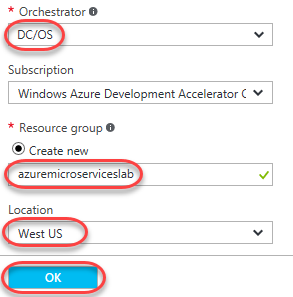 * Orchestrator
DC/OS
Subscription
Windows Azure Development Accelerator C
* Resource group
Create new
azuremicroserviceslab
Location
West US
OK